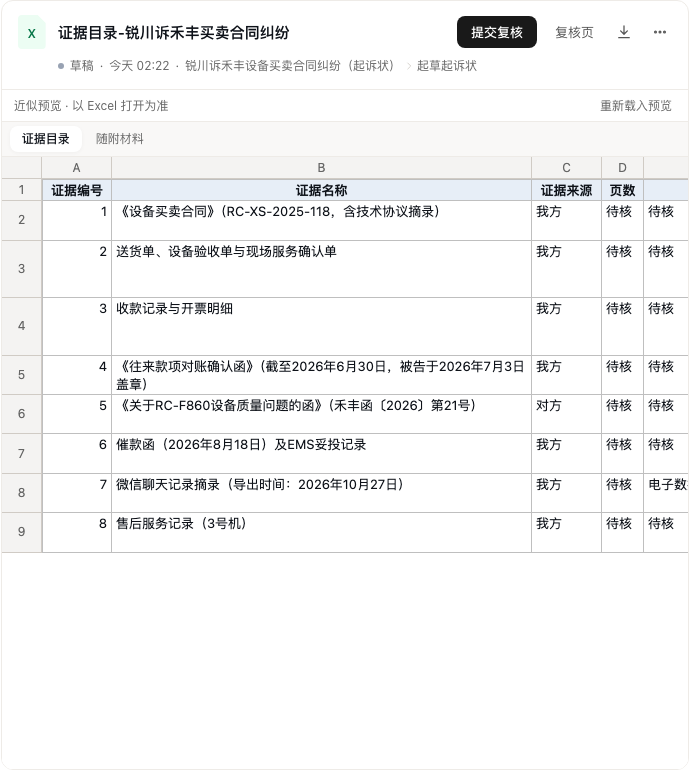 X
证据目录-锐川诉禾丰买卖合同纠纷
提交复核
复核页
草稿 · 今天 02:22 · 锐川诉禾丰设备买卖合同纠纷（起诉状） › 起草起诉状
近似预览 · 以 Excel 打开为准
重新载入预览
证据目录
随附材料
A B C D
1 证据编号 证据名称 证据来源 页数
2 1 《设备买卖合同》（RC-XS-2025-118，含技术协议摘录） 我方 待核 待核
3 2 送货单、设备验收单与现场服务确认单 我方 待核 待核
4 3 收款记录与开票明细 我方 待核 待核
5 4 《往来款项对账确认函》（截至2026年6月30日，被告于2026年7月3日 我方 待核 待核
盖章）
6 5 《关于RC-F860设备质量问题的函》（禾丰函〔2026〕第21号） 对方 待核 待核
7 6 催款函（2026年8月18日）及EMS妥投记录 我方 待核 待核
8 7 微信聊天记录摘录（导出时间：2026年10月27日） 我方 待核 电子数
9 8 售后服务记录（3号机） 我方 待核 待核